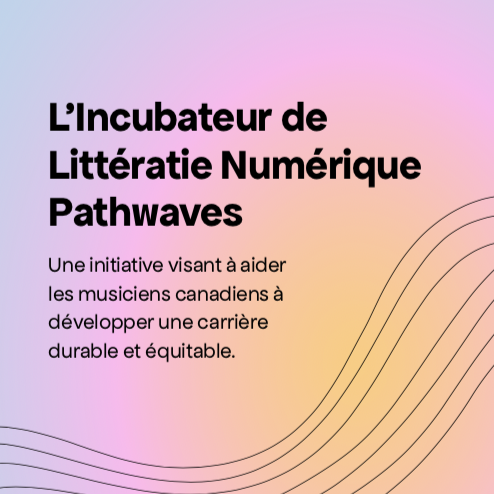 L’Incubateur de
Littératie Numérique
Pathwaves
Une initiative visant à aider
les musiciens canadiens à
développer une carrière
durable et équitable.